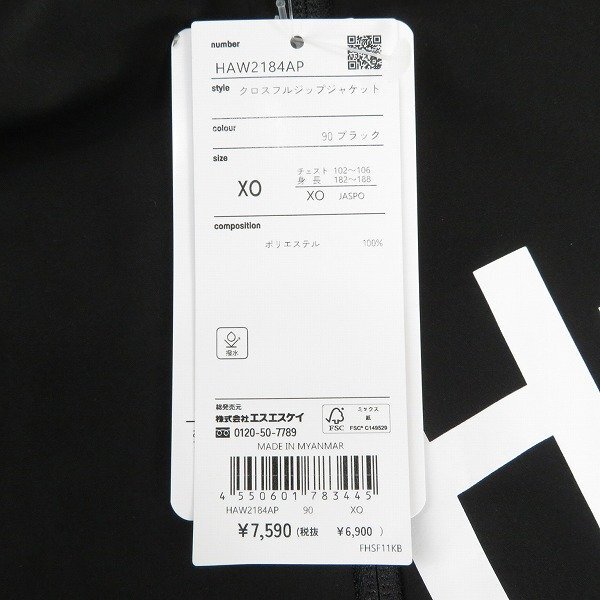 number
HAW2184AP
style クロスフルジップジャケット
colour
90 ブラック
size
XO
チェスト 102～106
身 長 182～188
XO JASPO
composition
ポリエステル 100%
撥水
総発売元
株式会社エスエスケイ
0120-50-7789
FSC
ミックス
紙
FSC® C149529
MADE IN MYANMAR
4 550601 783445
HAW2184AP 90 XO
¥7,590 (税抜 ¥6,900 )
FHSF11KB